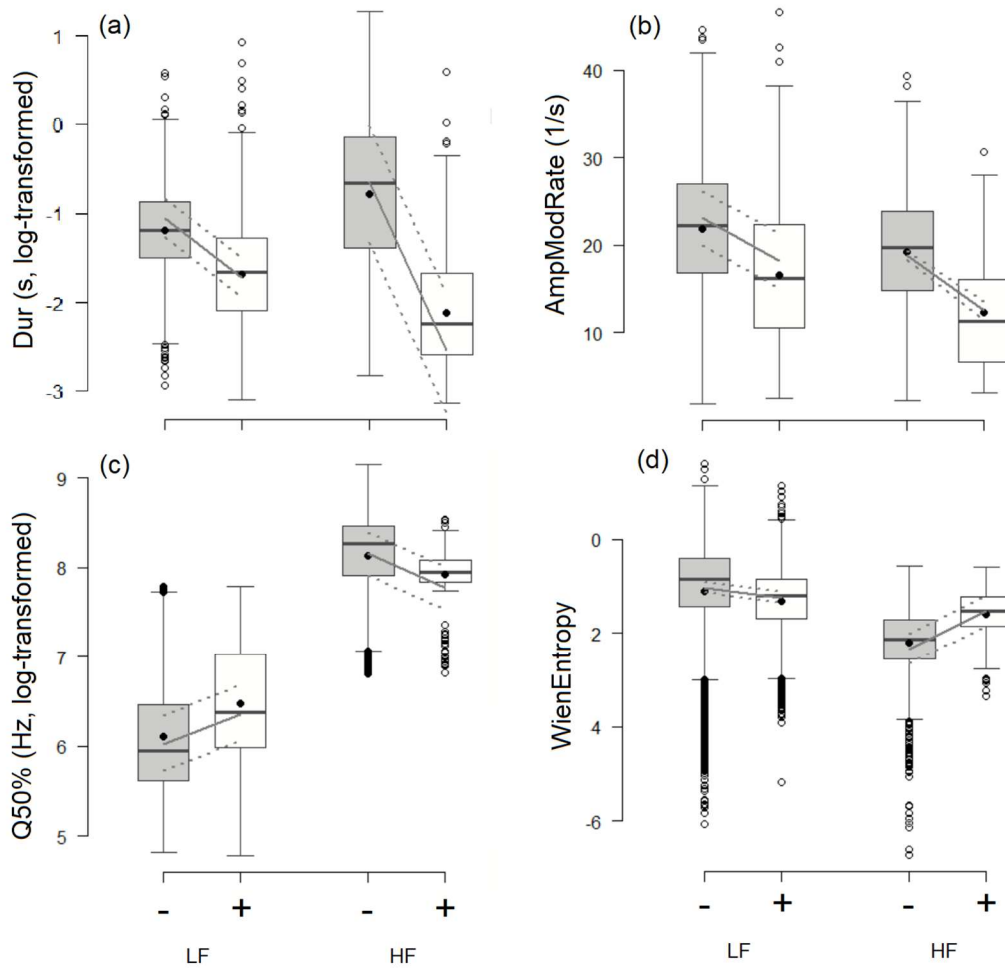 (a)
Dur (s, log-transformed)
1
0
-1
-2
-3
(b)
AmpModRate (1/s)
40
30
20
10
(c)
Q50% (Hz, log-transformed)
9
8
7
6
5
- + - +
LF HF
(d)
WienEntropy
0
2
4
-6
- + - +
LF HF